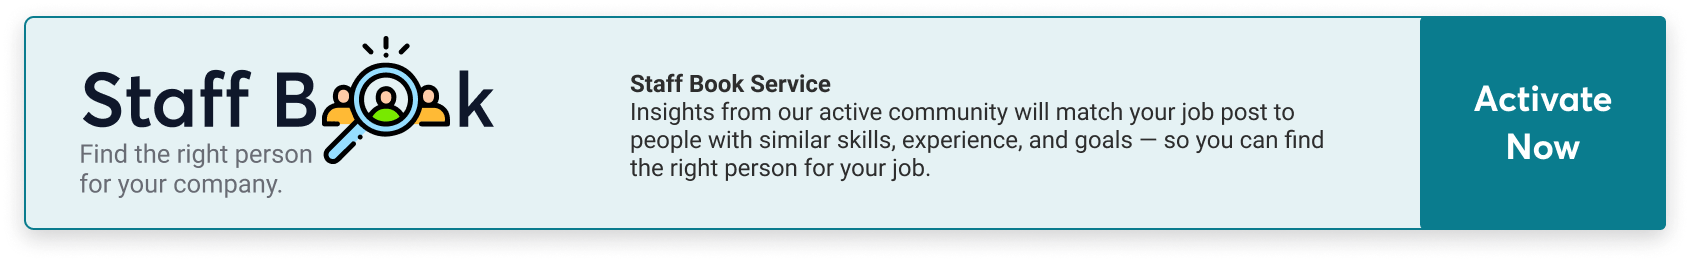 Staff Book
Find the right person
for your company.
Staff Book Service
Insights from our active community will match your job post to
people with similar skills, experience, and goals — so you can find
the right person for your job.
Activate
Now